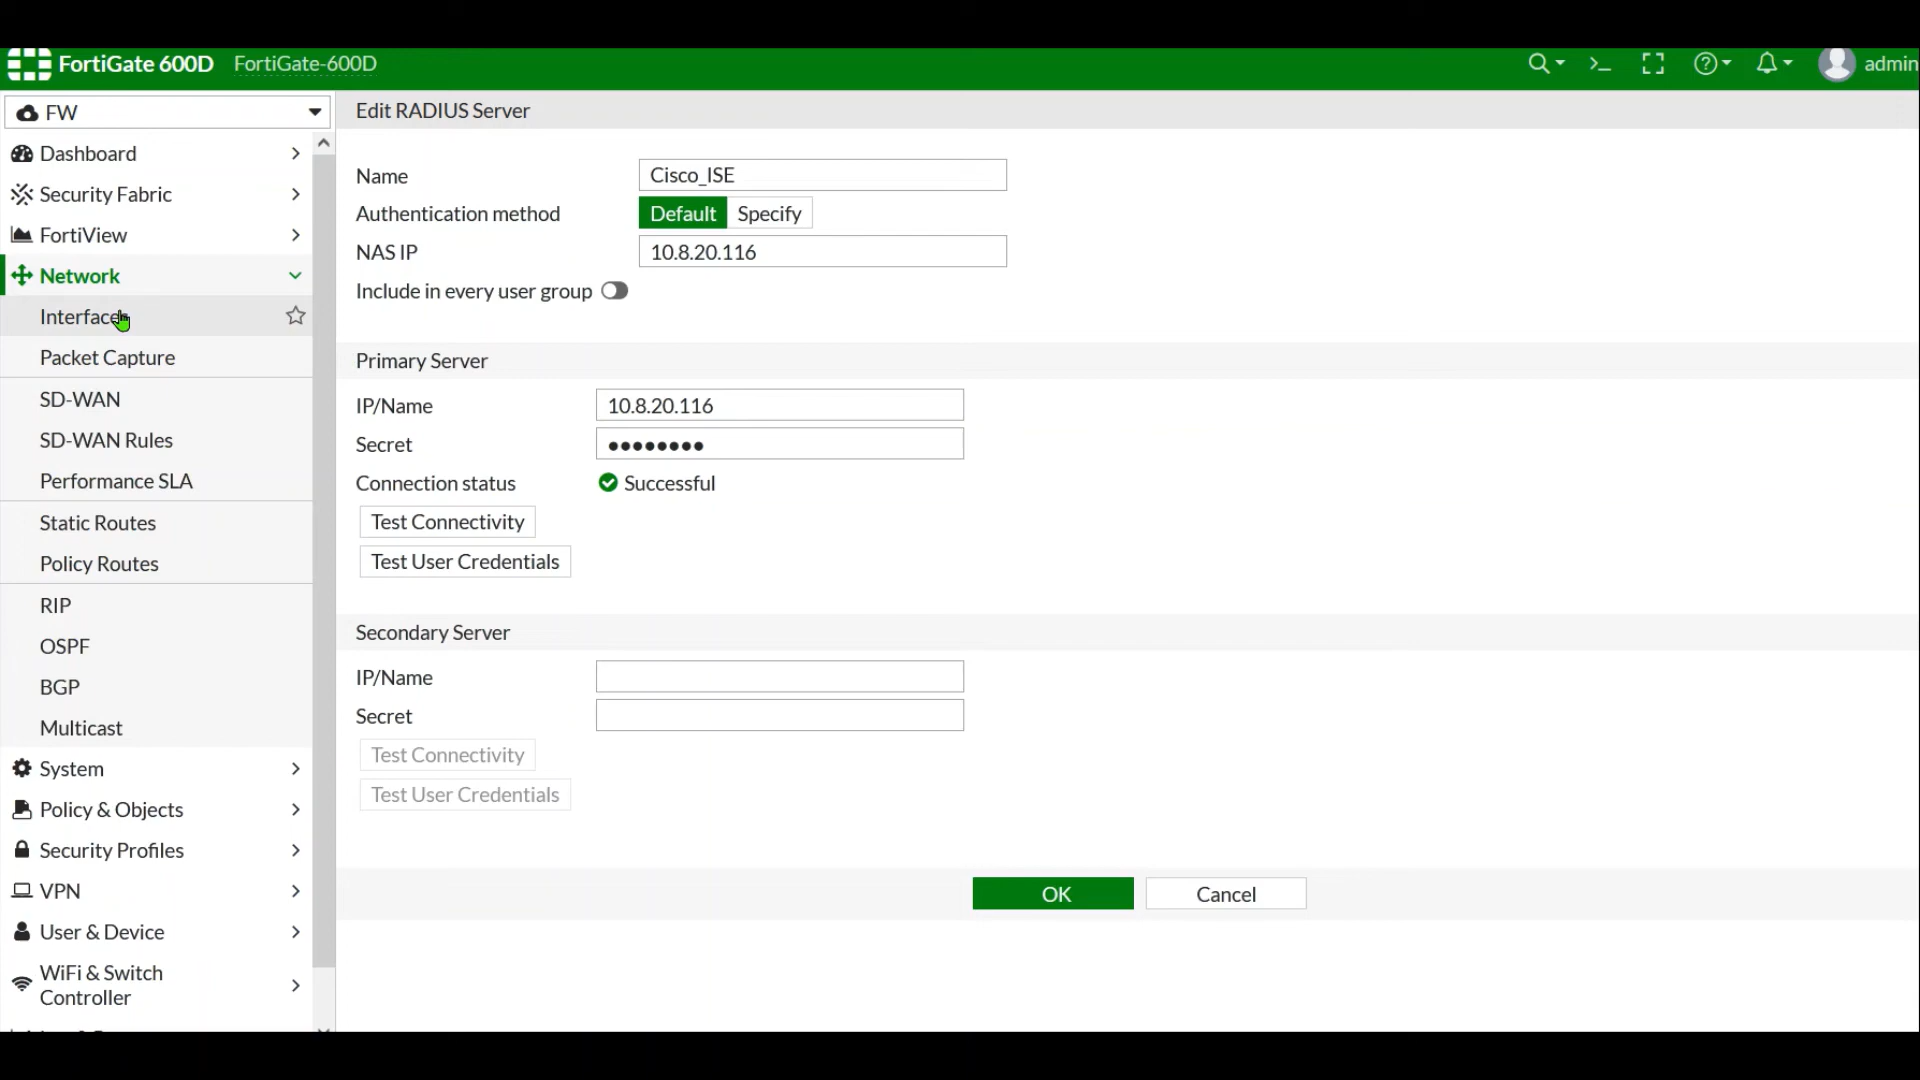 FortiGate 600D FortiGate-600D
>_
admin
FW
Edit RADIUS Server
Dashboard
Security Fabric
FortiView
Network
Interfaces
Packet Capture
SD-WAN
SD-WAN Rules
Performance SLA
Static Routes
Policy Routes
RIP
OSPF
BGP
Multicast
System
Policy & Objects
Security Profiles
VPN
User & Device
WiFi & Switch
Controller
Name Cisco_ISE
Authentication method Default Specify
NAS IP 10.8.20.116
Include in every user group
Primary Server
IP/Name 10.8.20.116
Secret ●●●●●●●●
Connection status Successful
Test Connectivity
Test User Credentials
Secondary Server
IP/Name
Secret
Test Connectivity
Test User Credentials
OK Cancel